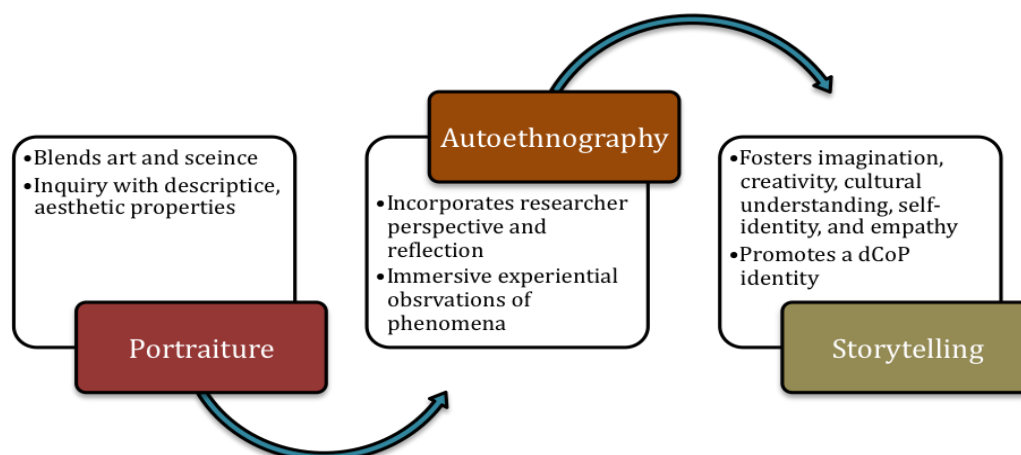 •Blends art and sceince
•Inquiry with descriptice,
aesthetic properties
Portraiture
Autoethnography
•Incorporates researcher
perspective and
reflection
•Immersive experiential
obsrvations of
phenomena
•Fosters imagination,
creativity, cultural
understanding, self-
identity, and empathy
•Promotes a dCoP
identity
Storytelling